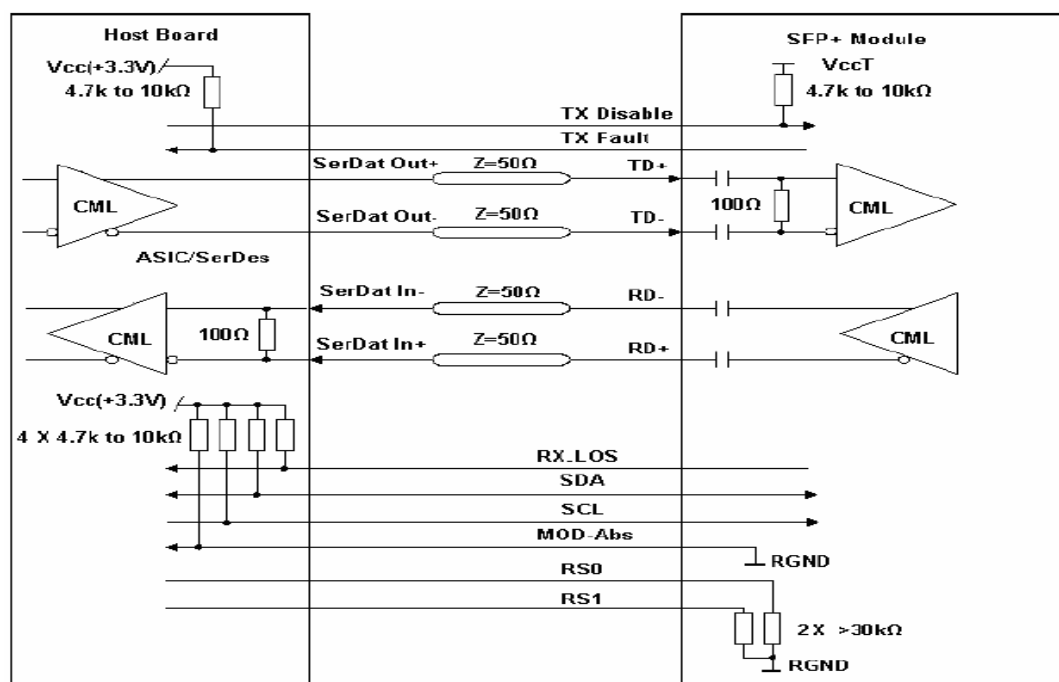 Host Board
SFP+ Module
Vcc(+3.3V)
4.7k to 10kΩ
VccT
4.7k to 10kΩ
TX Disable
TX Fault
SerDat Out+
Z=50Ω
TD+
CML
100Ω
CML
SerDat Out-
Z=50Ω
TD-
ASIC/SerDes
SerDat In-
Z=50Ω
RD-
CML
100Ω
CML
SerDat In+
Z=50Ω
RD+
Vcc(+3.3V)
4 X 4.7k to 10kΩ
RX_LOS
SDA
SCL
MOD-Abs
RGND
RS0
RS1
2X >30kΩ
RGND